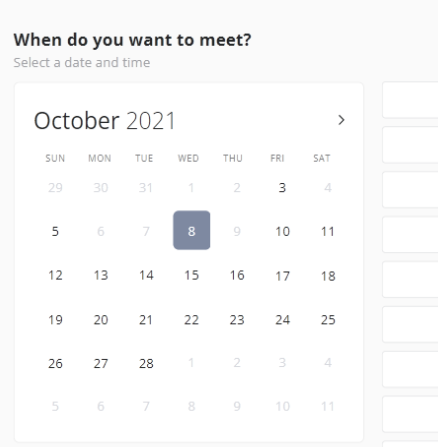 When do you want to meet?
Select a date and time
October 2021
SUN MON TUE WED THU FRI SAT
29 30 31 1 2 3 4
5 6 7 8 9 10 11
12 13 14 15 16 17 18
19 20 21 22 23 24 25
26 27 28 1 2 3 4
5 6 7 8 9 10 11